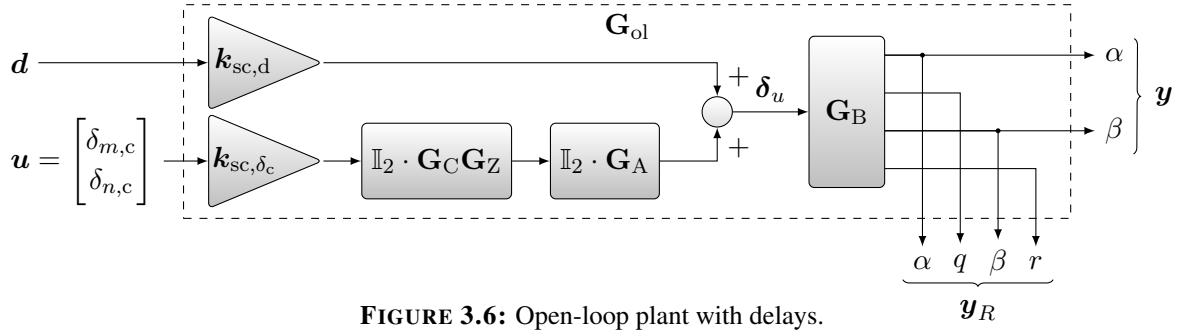 G_ol
d
k_sc,d
+
δ_u
G_B
α
y
β
u = [δ_m,c
δ_n,c]
k_sc,δ_c
𝕀_2 · G_C G_Z
𝕀_2 · G_A
+
α q β r
y_R
FIGURE 3.6: Open-loop plant with delays.